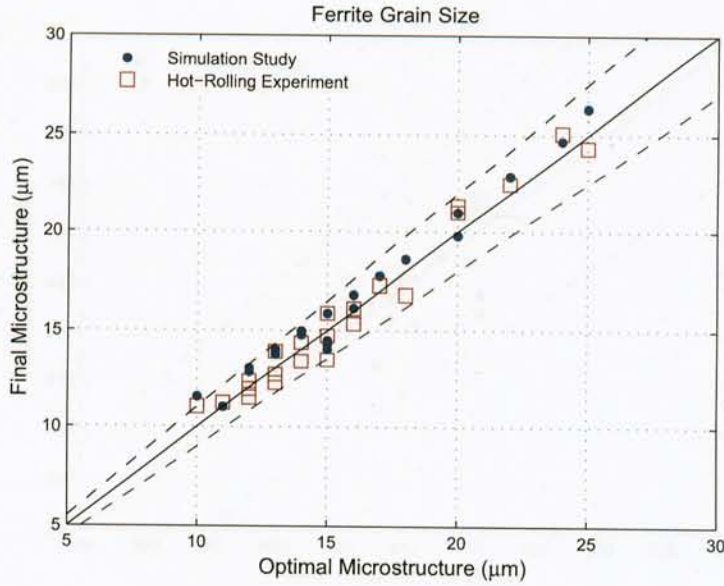 Ferrite Grain Size
30
Simulation Study
Hot-Rolling Experiment
25
20
15
10
5
Final Microstructure (μm)
5 10 15 20 25 30
Optimal Microstructure (μm)